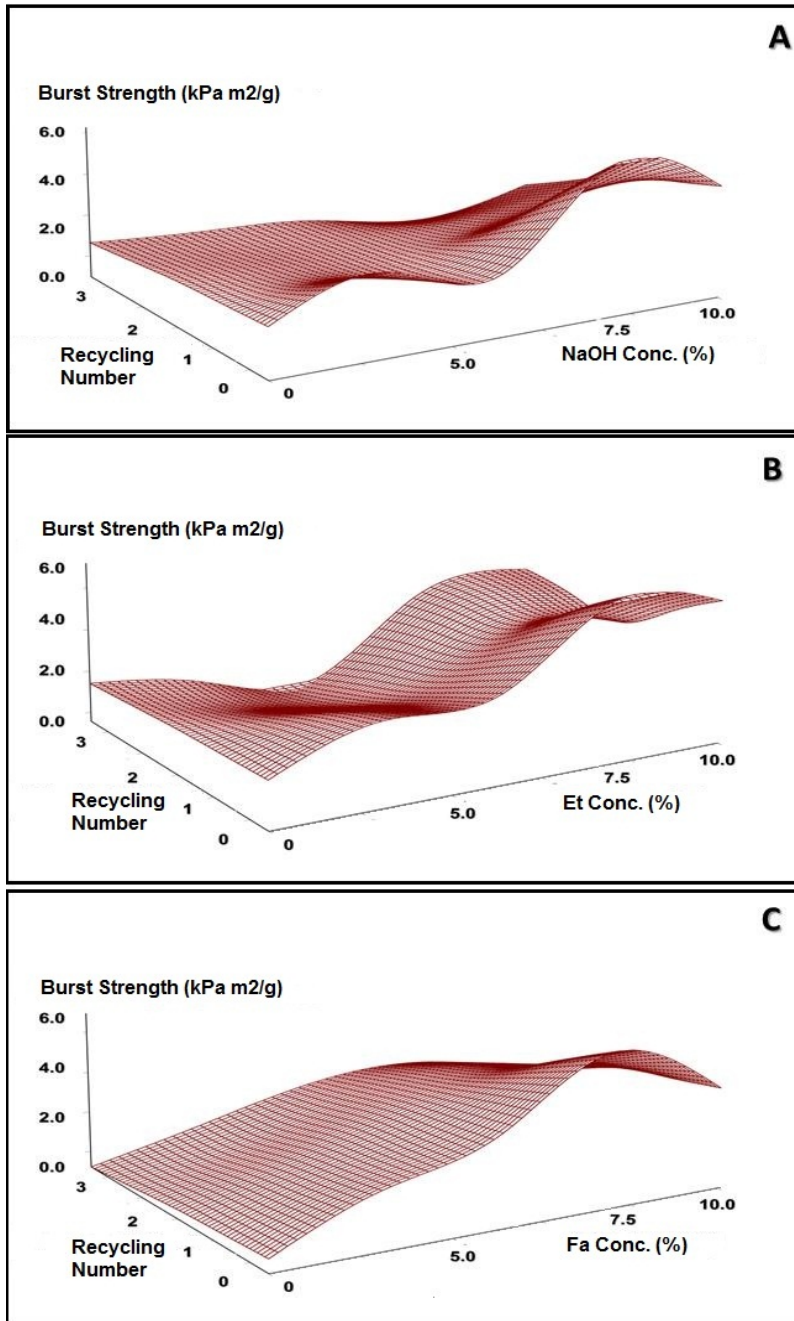 A
Burst Strength (kPa m2/g)
6.0
4.0
2.0
0.0
3
2
1
0
Recycling
Number
0
5.0
7.5
10.0
NaOH Conc. (%)
B
Burst Strength (kPa m2/g)
6.0
4.0
2.0
0.0
3
2
1
0
Recycling
Number
0
5.0
7.5
10.0
Et Conc. (%)
C
Burst Strength (kPa m2/g)
6.0
4.0
2.0
0.0
3
2
1
0
Recycling
Number
0
5.0
7.5
10.0
Fa Conc. (%)